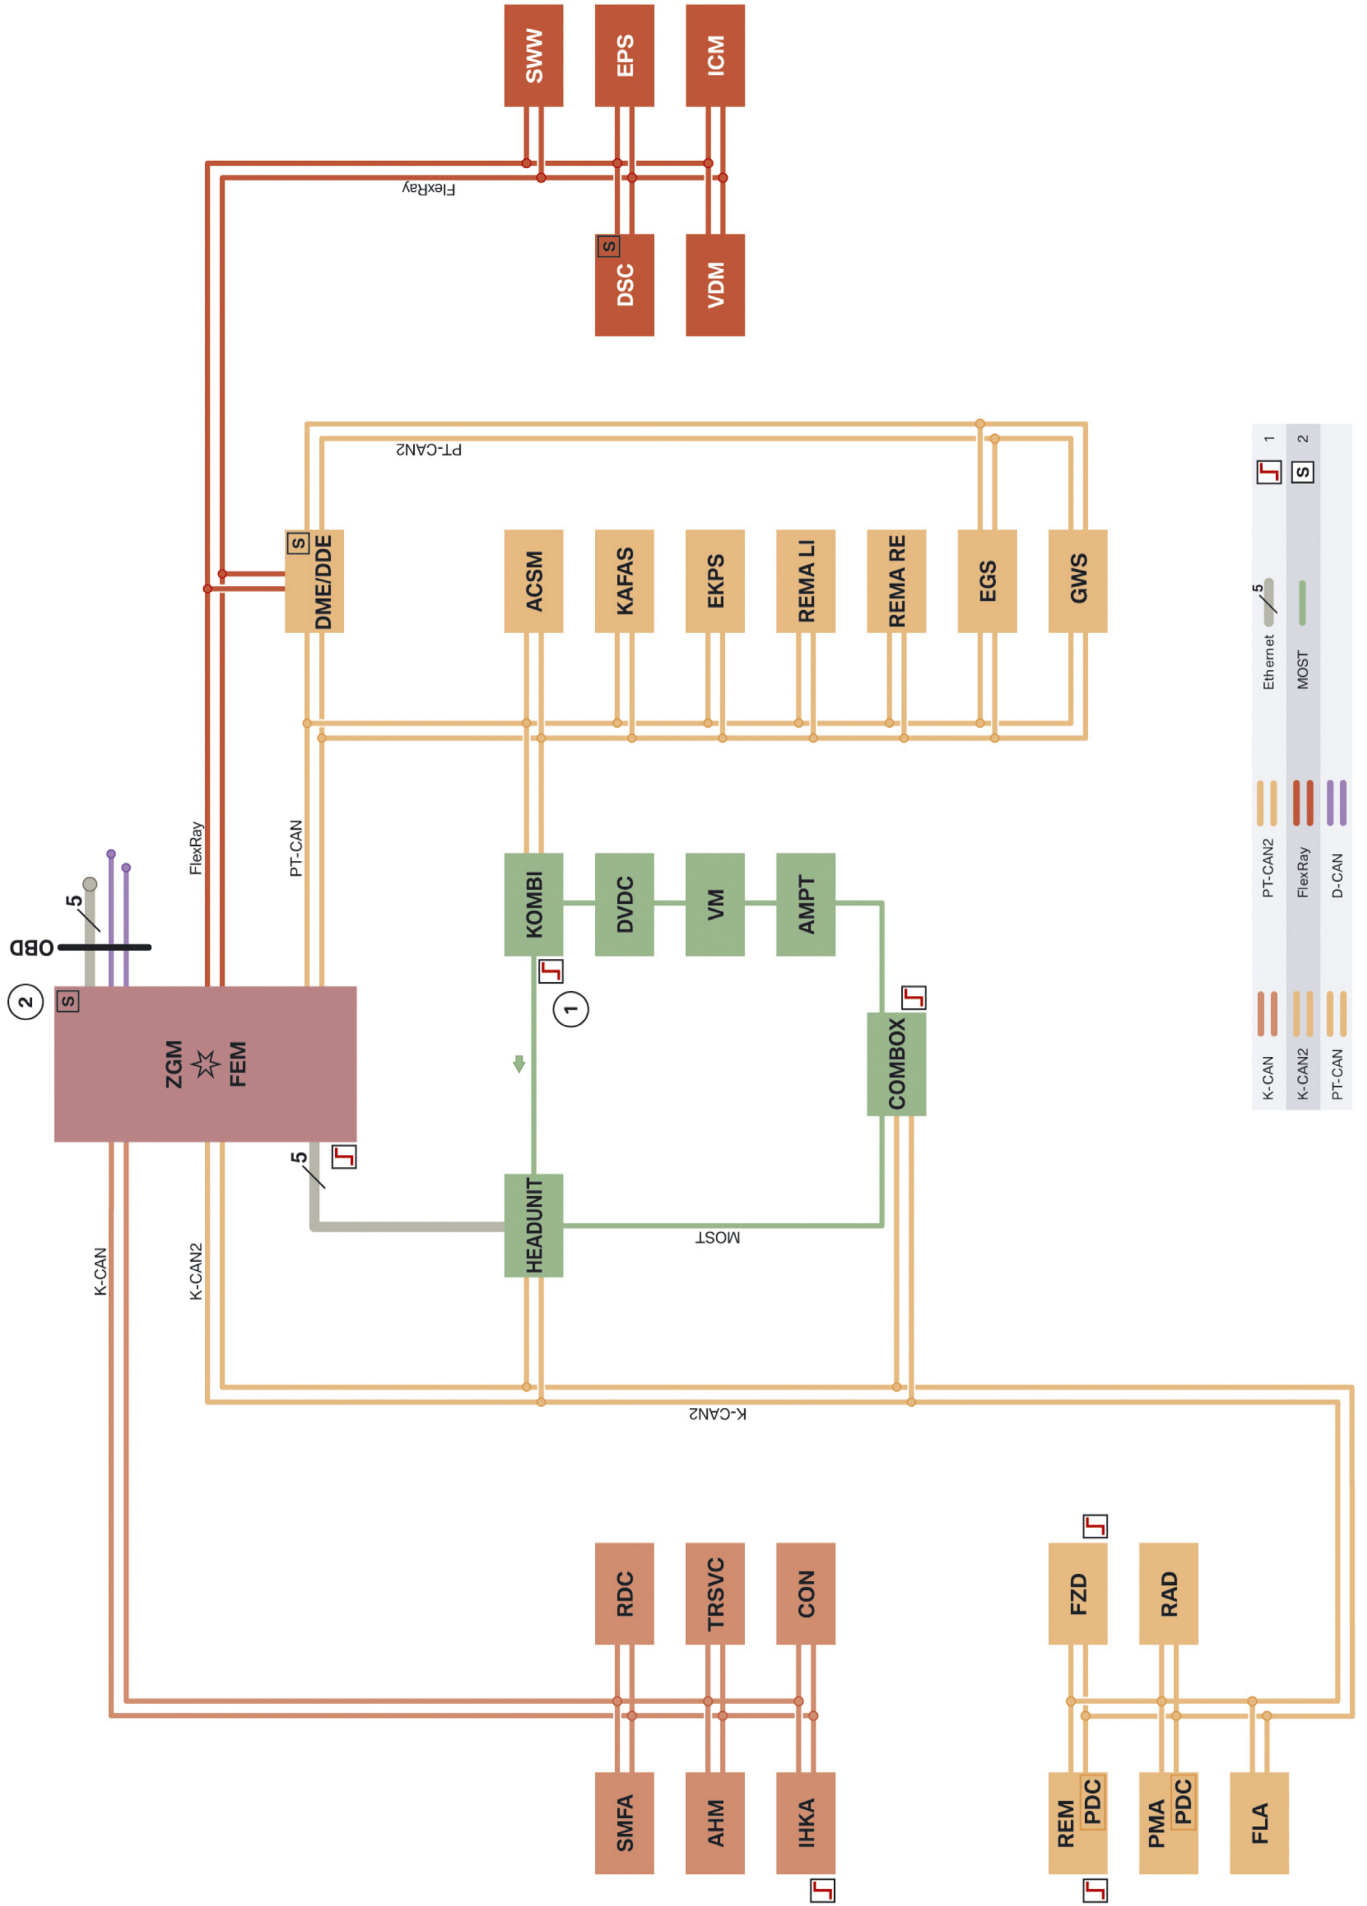 2
OBD
S
5
K-CAN
ZGM
FEM
K-CAN2
FlexRay
5
PT-CAN
S
DME/DDE
PT-CAN2
FlexRay
HEADUNIT
KOMBI
ACSM
SWW
1
SMFA
RDC
DVDC
KAFAS
S
DSC
EPS
AHM
TRSVC
K-CAN2
MOST
VM
EKPS
VDM
ICM
IHKA
CON
AMPT
REMA LI
COMBOX
REMA RE
EGS
REM
PDC
FZD
GWS
PMA
PDC
RAD
FLA
K-CAN PT-CAN2 Ethernet 5 1
K-CAN2 FlexRay MOST S 2
PT-CAN D-CAN